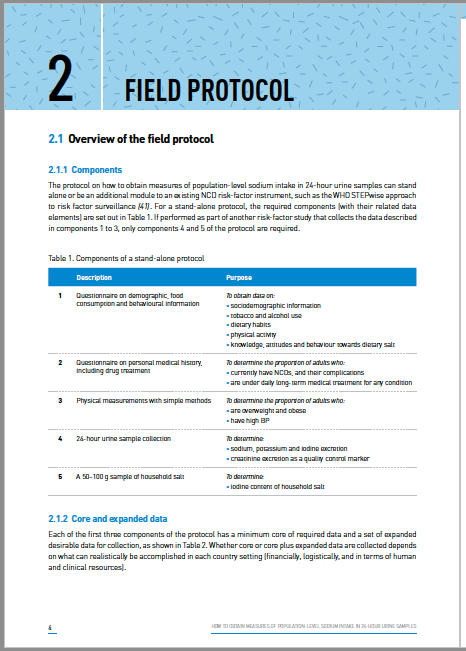 2
FIELD PROTOCOL
2.1 Overview of the field protocol
2.1.1 Components
The protocol on how to obtain measures of population-level sodium intake in 24-hour urine samples can stand
alone or be an additional module to an existing NCD risk-factor instrument, such as the WHO STEPwise approach
to risk factor surveillance (41). For a stand-alone protocol, the required components (with their related data
elements) are set out in Table 1. If performed as part of another risk-factor study that collects the data described
in components 1 to 3, only components 4 and 5 of the protocol are required.
Table 1. Components of a stand-alone protocol
Description Purpose
1 Questionnaire on demographic, food To obtain data on:
consumption and behavioural information • sociodemographic information
• tobacco and alcohol use
• dietary habits
• physical activity
• knowledge, attitudes and behaviour towards dietary salt
2 Questionnaire on personal medical history, To determine the proportion of adults who:
including drug treatment • currently have NCDs, and their complications
• are under daily long-term medical treatment for any condition
3 Physical measurements with simple methods To determine the proportion of adults who:
• are overweight and obese
• have high BP
4 24-hour urine sample collection To determine:
• sodium, potassium and iodine excretion
• creatinine excretion as a quality control marker
5 A 50–100 g sample of household salt To determine:
• iodine content of household salt
2.1.2 Core and expanded data
Each of the first three components of the protocol has a minimum core of required data and a set of expanded
desirable data for collection, as shown in Table 2. Whether core or core plus expanded data are collected depends
on what can realistically be accomplished in each country setting (financially, logistically, and in terms of human
and clinical resources).
4
HOW TO OBTAIN MEASURES OF POPULATION-LEVEL SODIUM INTAKE IN 24-HOUR URINE SAMPLES